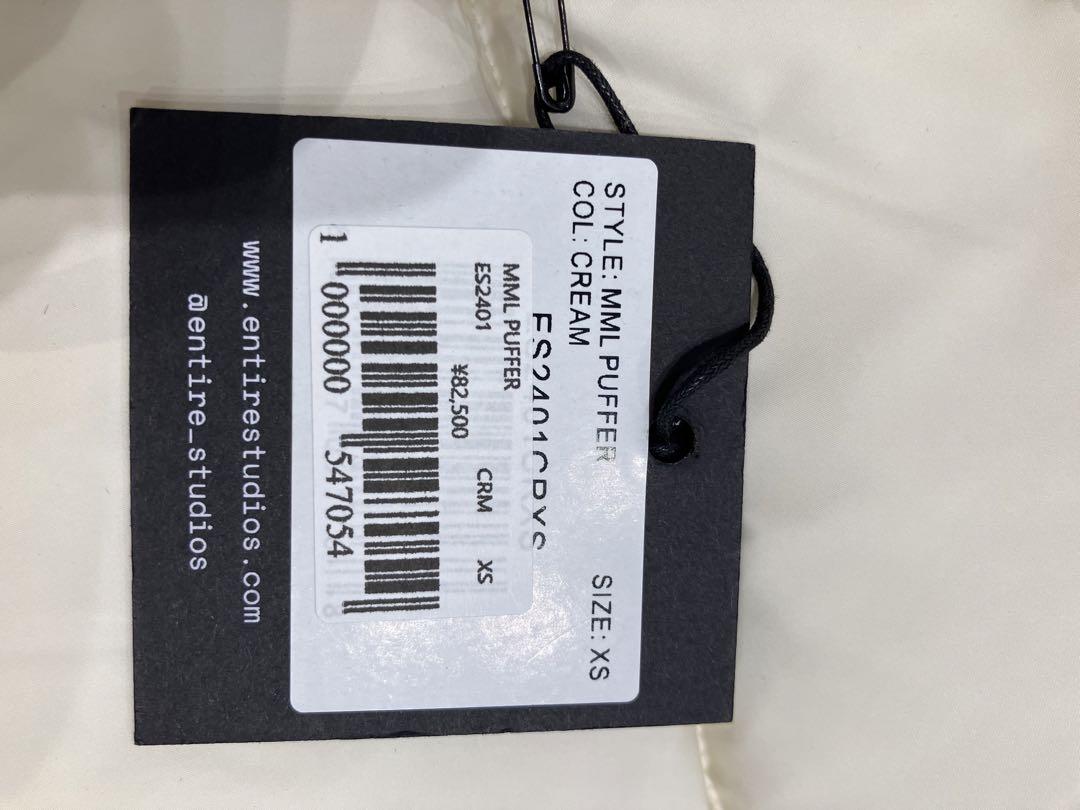 STYLE: MML PUFFER SIZE: XS
COL: CREAM
ES2401CRXS
MML PUFFER
ES2401 CRM XS
¥82,500
1 000000 547054
www.entirestudios.com
@entire_studios